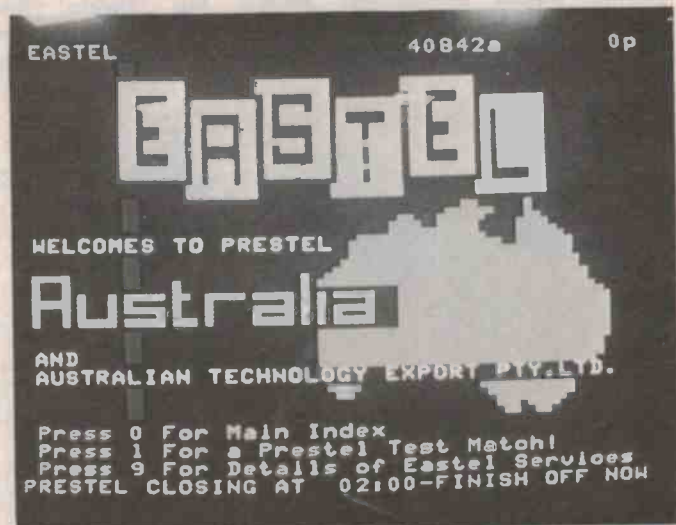 EASTEL 40842a 0p
EASTEL
WELCOMES TO PRESTEL
Australia
AND
AUSTRALIAN TECHNOLOGY EXPORT PTY.LTD.
Press 0 For Main Index
Press 1 For a Prestel Test Match!
Press 9 For Details of Eastel Services
PRESTEL CLOSING AT 02:00-FINISH OFF NOW